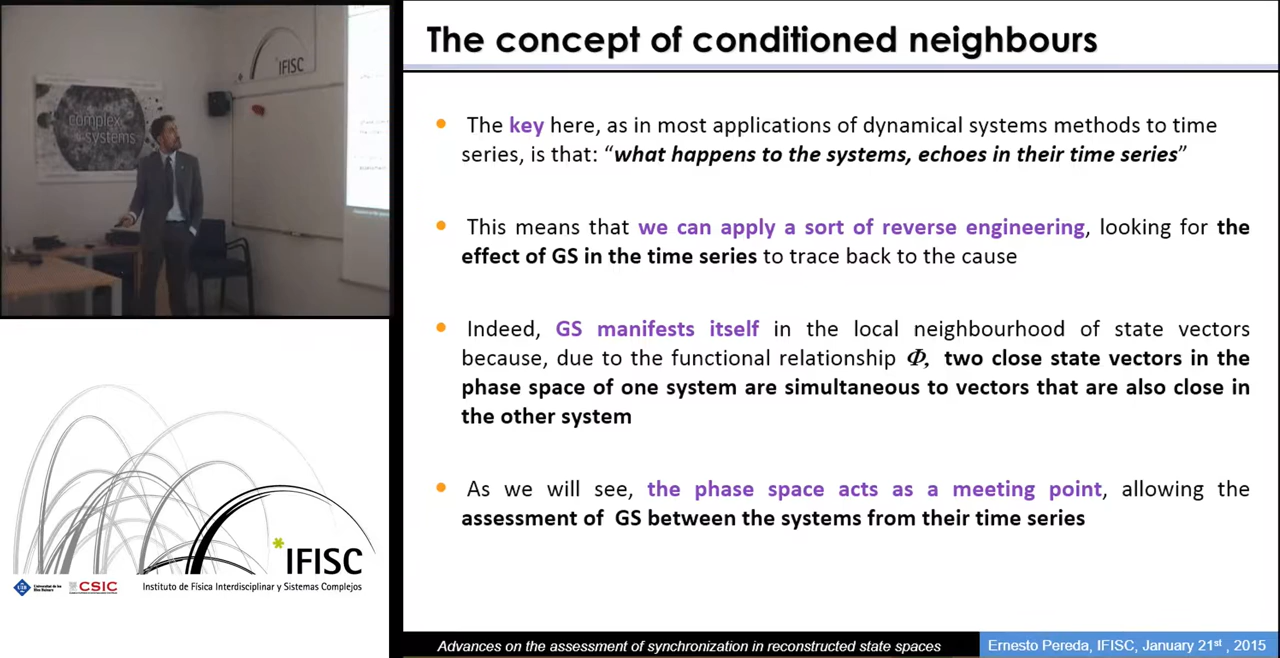 complex
systems
IFISC
The concept of conditioned neighbours
The key here, as in most applications of dynamical systems methods to time
series, is that: “what happens to the systems, echoes in their time series”
This means that we can apply a sort of reverse engineering, looking for the
effect of GS in the time series to trace back to the cause
Indeed, GS manifests itself in the local neighbourhood of state vectors
because, due to the functional relationship Φ, two close state vectors in the
phase space of one system are simultaneous to vectors that are also close in
the other system
As we will see, the phase space acts as a meeting point, allowing the
assessment of GS between the systems from their time series
IFISC
CSIC
Instituto de Física Interdisciplinar y Sistemas Complejos
Advances on the assessment of synchronization in reconstructed state spaces
Ernesto Pereda, IFISC, January 21st , 2015